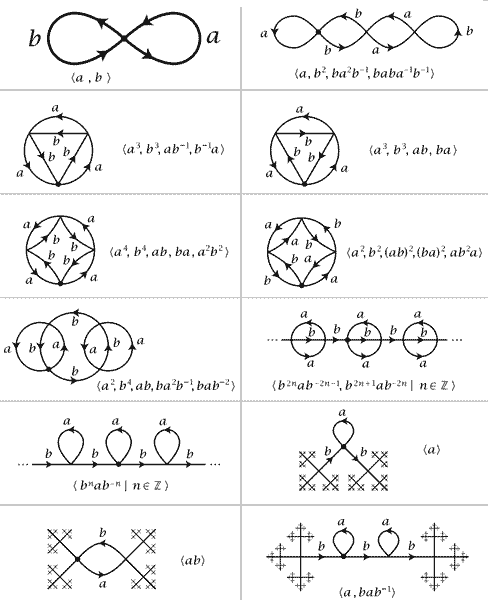 b a
⟨a , b ⟩
b a
a b
b a
⟨a, b², ba²b⁻¹, baba⁻¹b⁻¹⟩
a
b
b b
a a
⟨a³, b³, ab⁻¹, b⁻¹a⟩
a
b
b b
a a
⟨a³, b³, ab, ba⟩
a a
b b
b b
a a
⟨a⁴, b⁴, ab, ba, a²b²⟩
a b
a b
b a
b a
⟨a², b², (ab)², (ba)², ab²a⟩
b
a b a a b a
b
⟨a², b⁴, ab, ba²b⁻¹, bab⁻²⟩
a a a
··· b b b b b ···
a a a
⟨b²ⁿab⁻²ⁿ⁻¹, b²ⁿ⁺¹ab⁻²ⁿ | n ∈ ℤ⟩
a a a
··· b b b b ···
⟨bⁿab⁻ⁿ | n ∈ ℤ⟩
a
b b
⟨a⟩
b
a
⟨ab⟩
a a
b b b
⟨a, bab⁻¹⟩